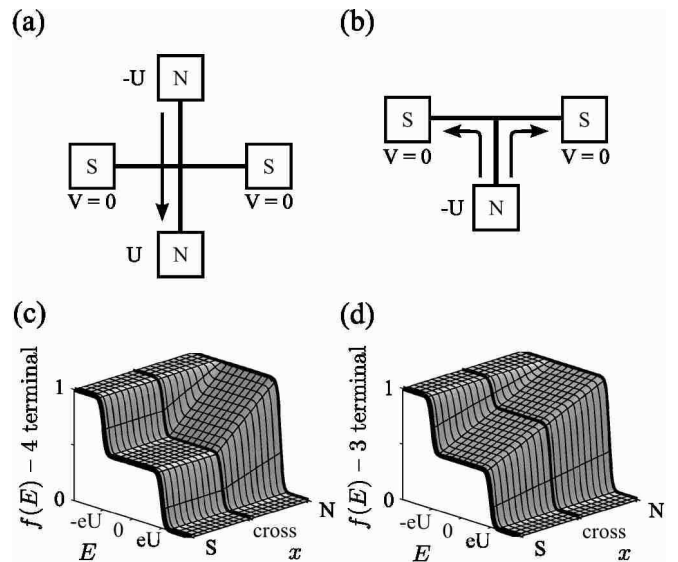 (a)
(b)
-U N
S S
V = 0 V = 0
U N
S S
V = 0 V = 0
-U N
(c)
(d)
f(E) – 4 terminal
1
0
-eU
0
eU
E
S
cross
N
x
f(E) – 3 terminal
1
0
-eU
0
eU
E
S
cross
N
x